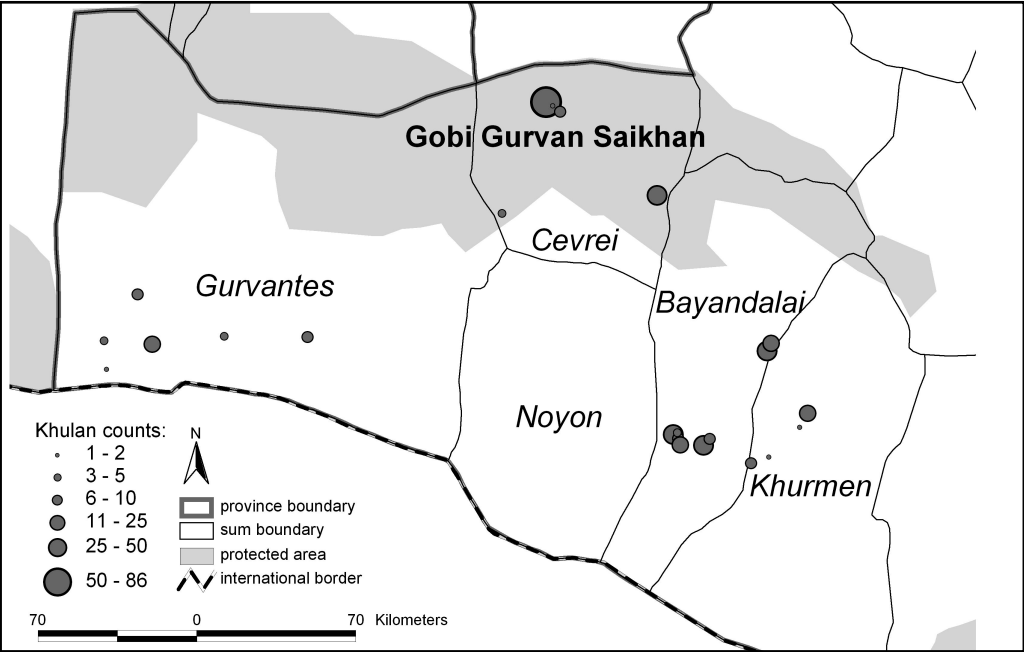 Gobi Gurvan Saikhan
Cevrei
Gurvantes
Bayandalai
Noyon
Khurmen
Khulan counts:
1 - 2
3 - 5
6 - 10
11 - 25
25 - 50
50 - 86
N
province boundary
sum boundary
protected area
international border
70 0 70 Kilometers